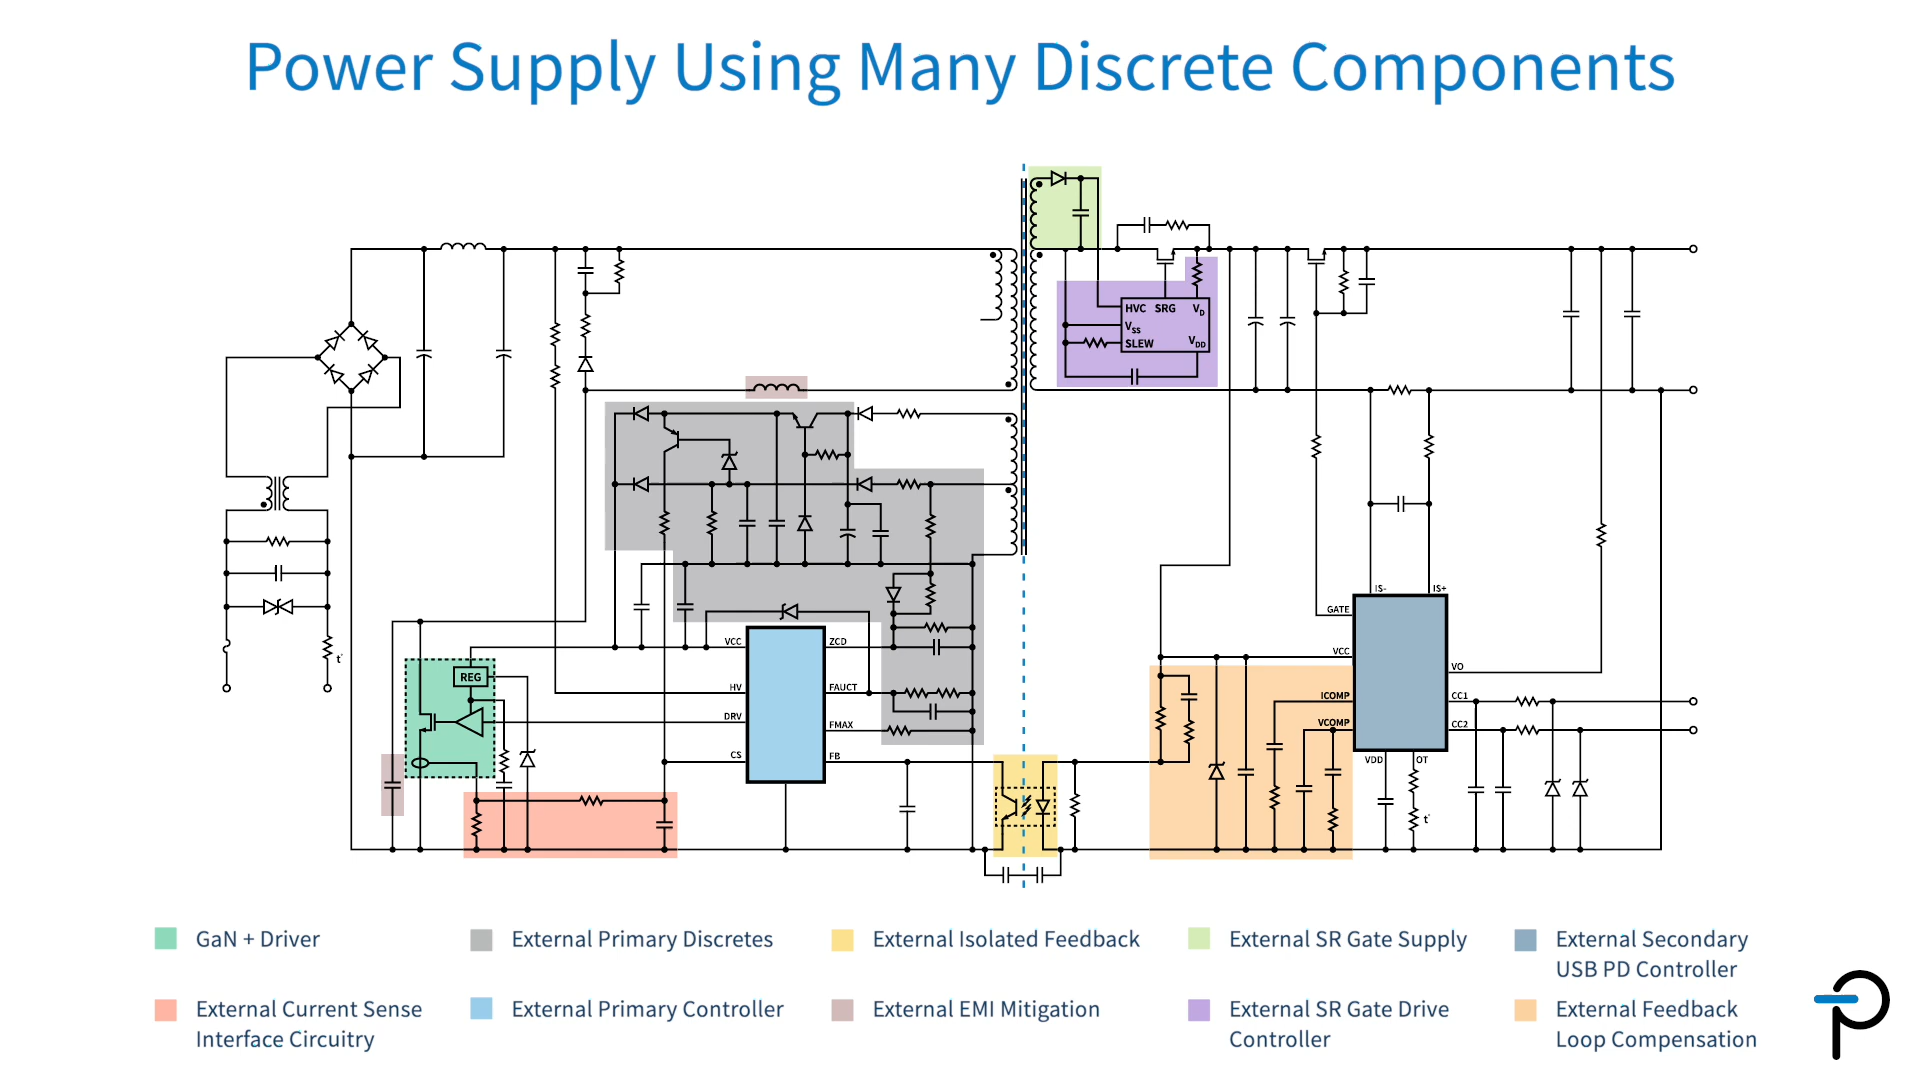 Power Supply Using Many Discrete Components
HVC SRG VD
VSS
SLEW VDD
IS- IS+
GATE
VCC ZCD
VCC
VO
REG
HV FAUCT
ICOMP CC1
DRV
FMAX
VCOMP CC2
CS FB
VDD OT
t°
t°
GaN + Driver
External Primary Discretes
External Isolated Feedback
External SR Gate Supply
External Secondary
USB PD Controller
External Current Sense
Interface Circuitry
External Primary Controller
External EMI Mitigation
External SR Gate Drive
Controller
External Feedback
Loop Compensation